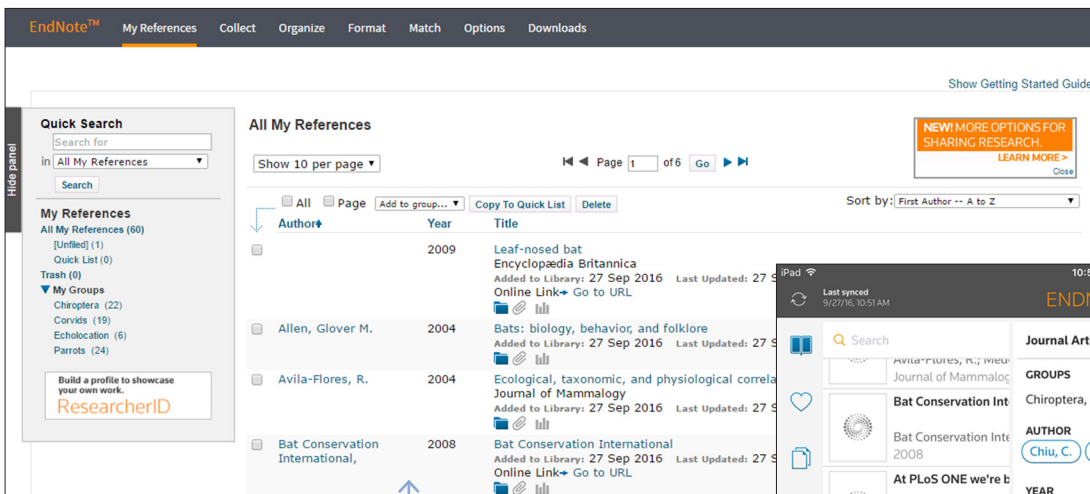 EndNote™ My References Collect Organize Format Match Options Downloads
Show Getting Started Guide
Hide panel
Quick Search
Search for
in All My References
Search
My References
All My References (60)
[Unfiled] (1)
Quick List (0)
Trash (0)
My Groups
Chiroptera (22)
Corvids (19)
Echolocation (6)
Parrots (24)
Build a profile to showcase
your own work.
ResearcherID
All My References
Show 10 per page
Page 1 of 6 Go
NEW! MORE OPTIONS FOR
SHARING RESEARCH.
LEARN MORE >
Close
All Page Add to group... Copy To Quick List Delete
Sort by: First Author -- A to Z
Author Year Title
2009 Leaf-nosed bat
Encyclopædia Britannica
Added to Library: 27 Sep 2016 Last Updated: 27 S
Online Link→ Go to URL
Allen, Glover M. 2004 Bats: biology, behavior, and folklore
Added to Library: 27 Sep 2016 Last Updated: 27 S
Avila-Flores, R. 2004 Ecological, taxonomic, and physiological correla
Journal of Mammalogy
Added to Library: 27 Sep 2016 Last Updated: 27 S
Bat Conservation 2008 Bat Conservation International
International,
Added to Library: 27 Sep 2016 Last Updated: 27 S
Online Link→ Go to URL
iPad 10:5
Last synced
9/27/16, 10:51 AM
ENDN
Search
Journal Art
Journal of Mammalog
GROUPS
Bat Conservation Int
Chiroptera,
Bat Conservation Inte
2008
AUTHOR
Chiu, C.
At PLoS ONE we're b
YEAR